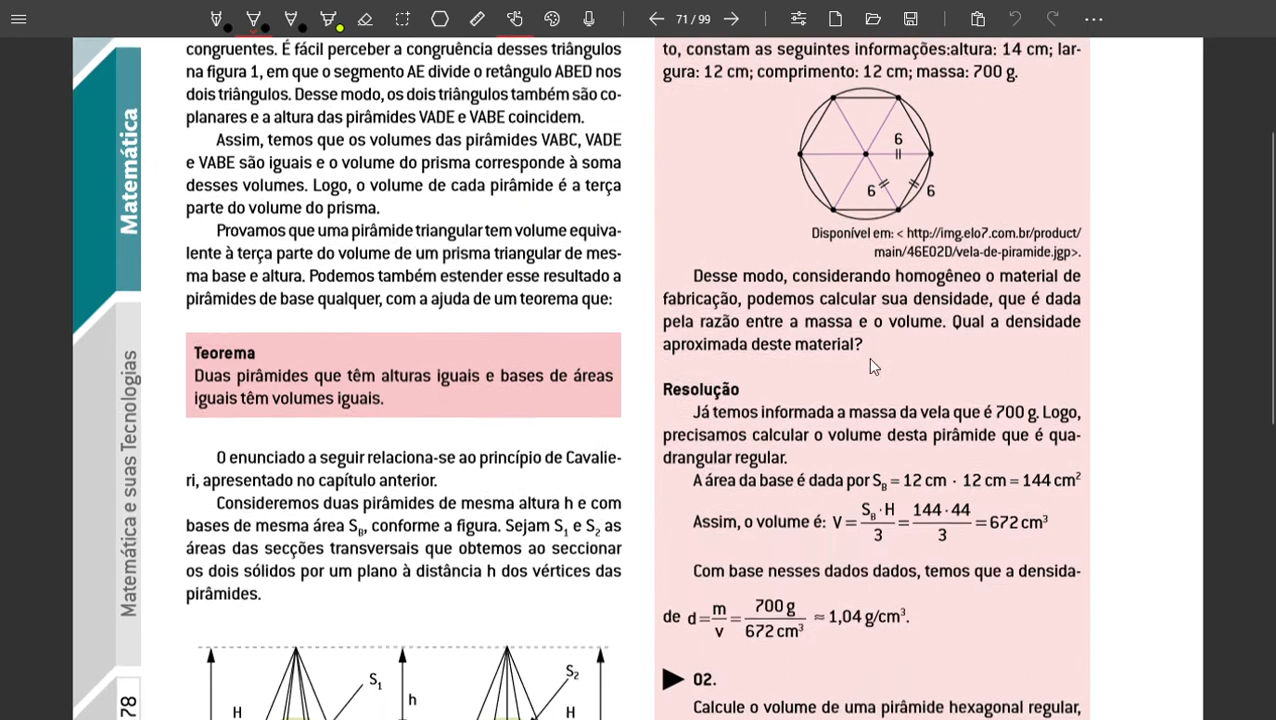 71 / 99
Matemática
Matemática e suas Tecnologias
78
congruentes. É fácil perceber a congruência desses triângulos
na figura 1, em que o segmento AE divide o retângulo ABED nos
dois triângulos. Desse modo, os dois triângulos também são co-
planares e a altura das pirâmides VADE e VABE coincidem.
Assim, temos que os volumes das pirâmides VABC, VADE
e VABE são iguais e o volume do prisma corresponde à soma
desses volumes. Logo, o volume de cada pirâmide é a terça
parte do volume do prisma.
Provamos que uma pirâmide triangular tem volume equiva-
lente à terça parte do volume de um prisma triangular de mes-
ma base e altura. Podemos também estender esse resultado a
pirâmides de base qualquer, com a ajuda de um teorema que:
Teorema
Duas pirâmides que têm alturas iguais e bases de áreas
iguais têm volumes iguais.
O enunciado a seguir relaciona-se ao princípio de Cavalie-
ri, apresentado no capítulo anterior.
Consideremos duas pirâmides de mesma altura h e com
bases de mesma área S_B, conforme a figura. Sejam S₁ e S₂ as
áreas das secções transversais que obtemos ao seccionar
os dois sólidos por um plano à distância h dos vértices das
pirâmides.
S₁
S₂
h
H
H
to, constam as seguintes informações:altura: 14 cm; lar-
gura: 12 cm; comprimento: 12 cm; massa: 700 g.
6
6
6
Disponível em: < http://img.elo7.com.br/product/
main/46E02D/vela-de-piramide.jgp>.
Desse modo, considerando homogêneo o material de
fabricação, podemos calcular sua densidade, que é dada
pela razão entre a massa e o volume. Qual a densidade
aproximada deste material?
Resolução
Já temos informada a massa da vela que é 700 g. Logo,
precisamos calcular o volume desta pirâmide que é qua-
drangular regular.
A área da base é dada por S_B = 12 cm · 12 cm = 144 cm²
Assim, o volume é: V = S_B · H / 3 = 144 · 44 / 3 = 672 cm³
Com base nesses dados dados, temos que a densida-
de d = m / v = 700 g / 672 cm³ ≈ 1,04 g/cm³.
02.
Calcule o volume de uma pirâmide hexagonal regular,